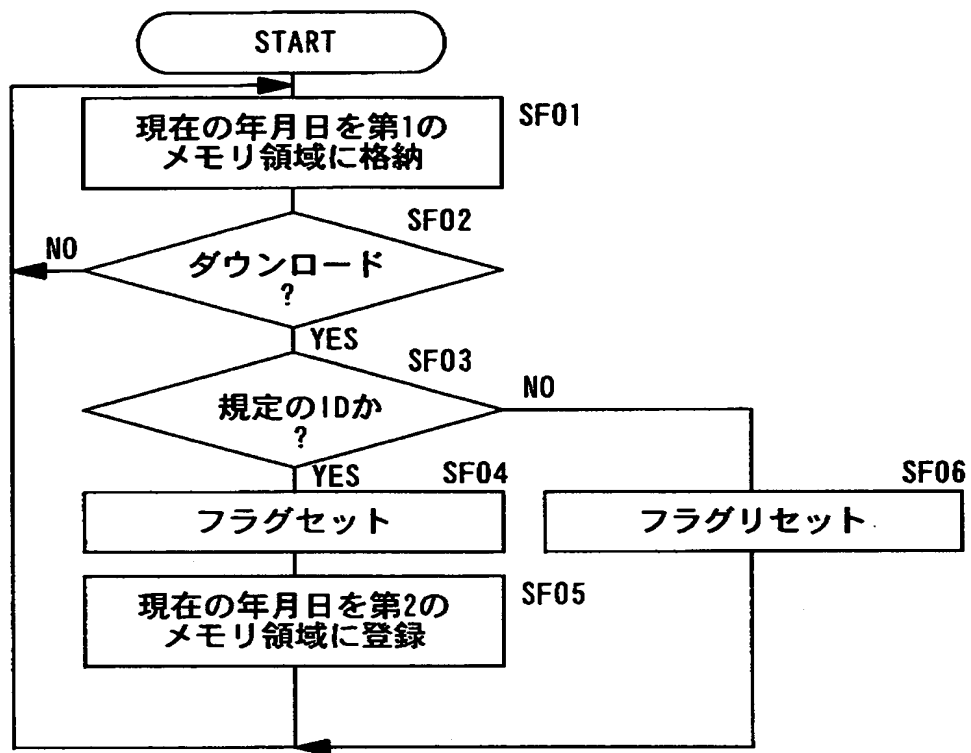 START
SF01
現在の年月日を第1の
メモリ領域に格納
SF02
NO
ダウンロード
?
YES
SF03
NO
規定のIDか
?
YES
SF04
SF06
フラグセット
フラグリセット
現在の年月日を第2の
メモリ領域に登録
SF05